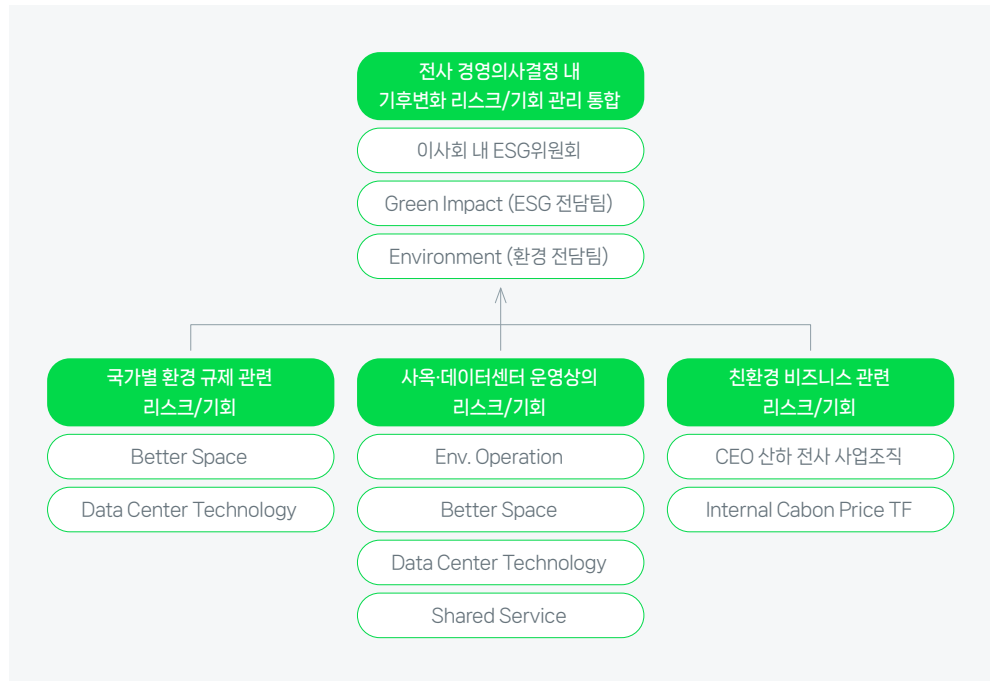 전사 경영의사결정 내
기후변화 리스크/기회 관리 통합
이사회 내 ESG위원회
Green Impact (ESG 전담팀)
Environment (환경 전담팀)
국가별 환경 규제 관련
리스크/기회
Better Space
Data Center Technology
사옥·데이터센터 운영상의
리스크/기회
Env. Operation
Better Space
Data Center Technology
Shared Service
친환경 비즈니스 관련
리스크/기회
CEO 산하 전사 사업조직
Internal Cabon Price TF